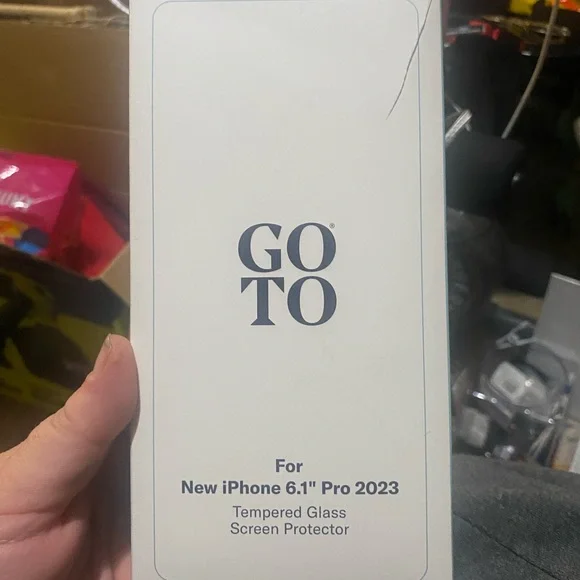 GO®
TO
For
New iPhone 6.1" Pro 2023
Tempered Glass
Screen Protector